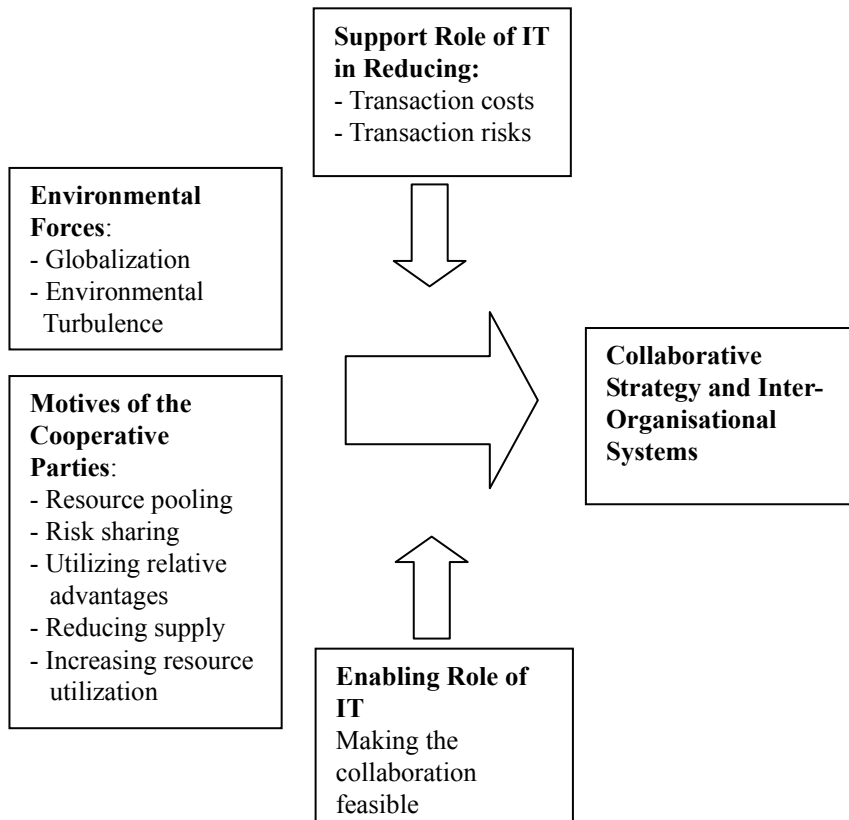 Support Role of IT
in Reducing:
- Transaction costs
- Transaction risks
Environmental
Forces:
- Globalization
- Environmental
Turbulence
Motives of the
Cooperative
Parties:
- Resource pooling
- Risk sharing
- Utilizing relative
advantages
- Reducing supply
- Increasing resource
utilization
Collaborative
Strategy and Inter-
Organisational
Systems
Enabling Role of
IT
Making the
collaboration
feasible